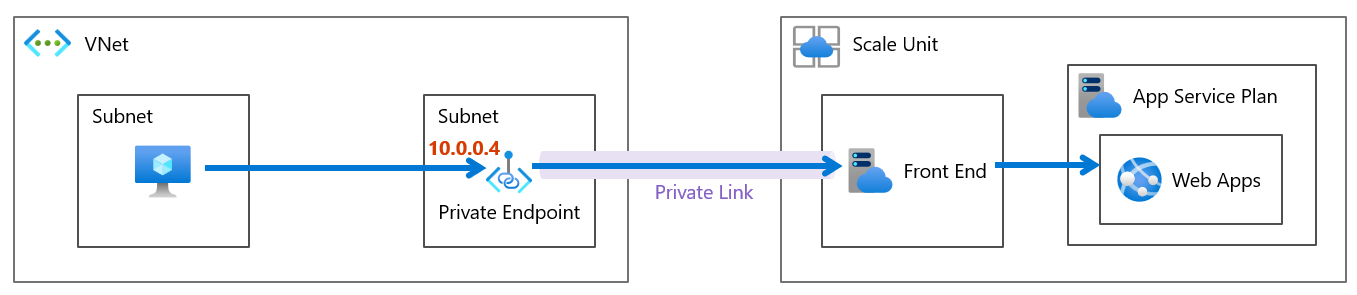 VNet
Subnet
Subnet
10.0.0.4
Private Endpoint
Private Link
Scale Unit
Front End
App Service Plan
Web Apps